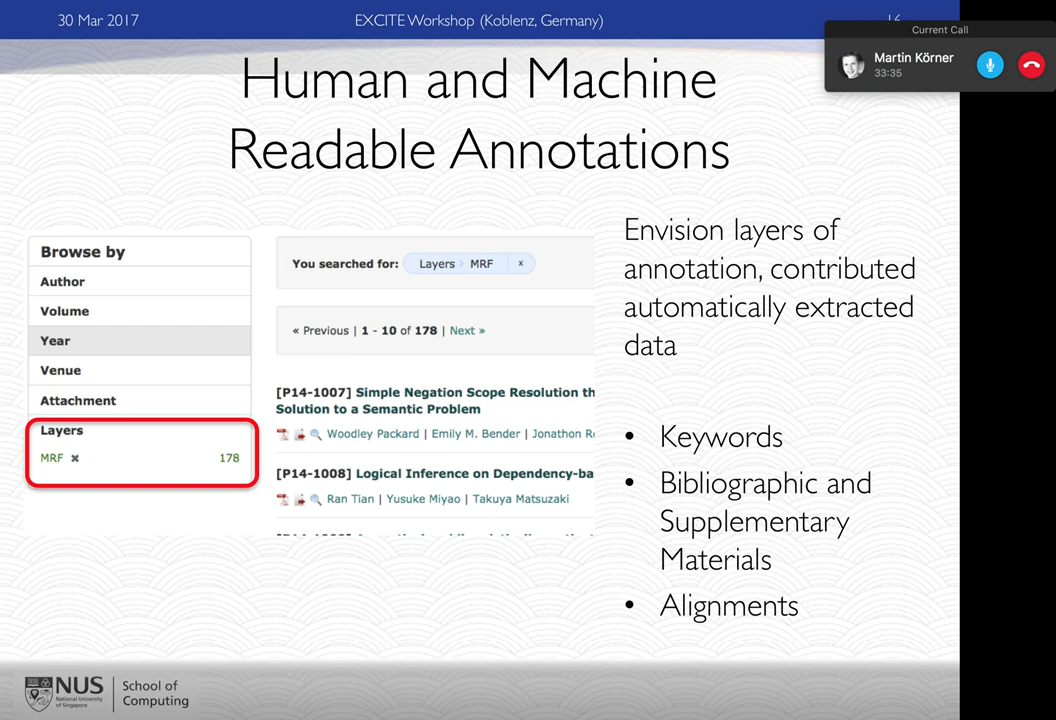 30 Mar 2017
EXCITE Workshop (Koblenz, Germany)
Current Call
Martin Körner
33:35
Human and Machine
Readable Annotations
Browse by
Author
Volume
Year
Venue
Attachment
Layers
MRF ✖ 178
You searched for: Layers › MRF x
« Previous | 1 - 10 of 178 | Next »
[P14-1007] Simple Negation Scope Resolution th
Solution to a Semantic Problem
Woodley Packard | Emily M. Bender | Jonathon Re
[P14-1008] Logical Inference on Dependency-ba
Ran Tian | Yusuke Miyao | Takuya Matsuzaki
Envision layers of
annotation, contributed
automatically extracted
data
• Keywords
• Bibliographic and
Supplementary
Materials
• Alignments
NUS
National University
of Singapore
School of
Computing